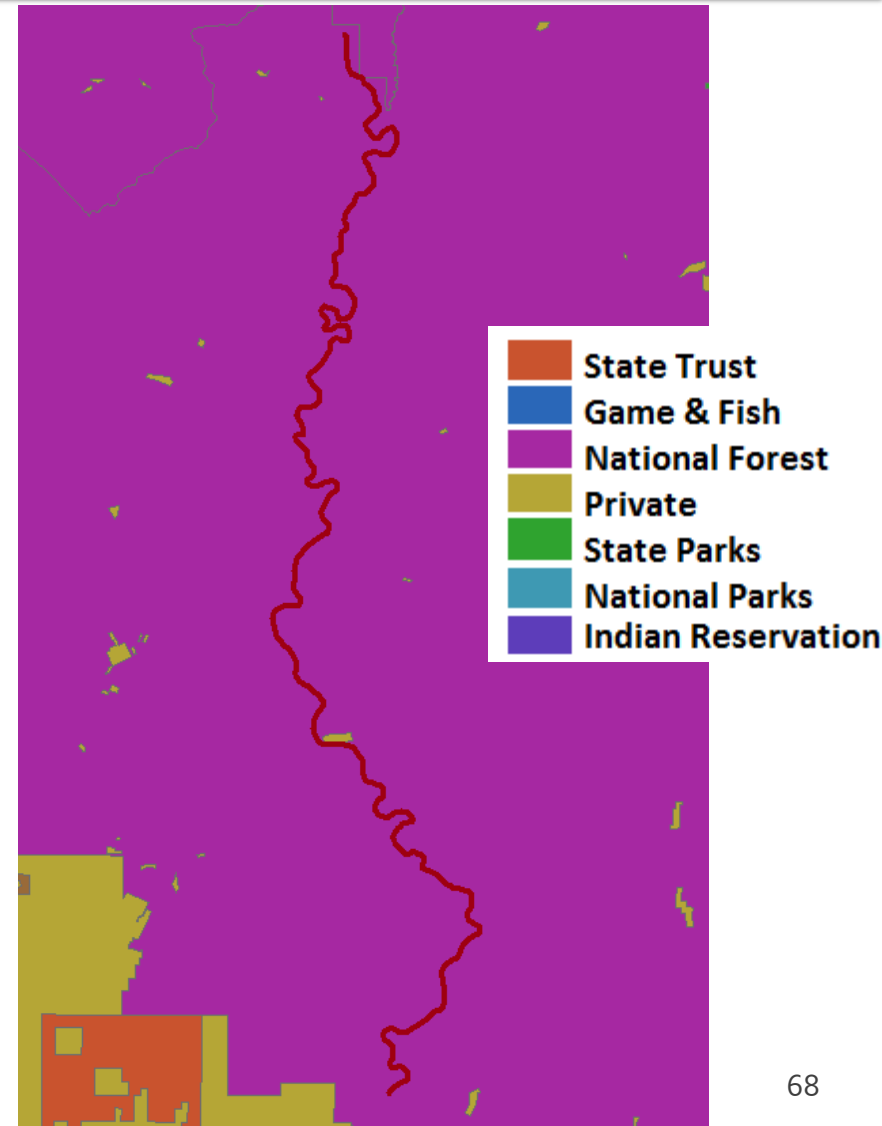 State Trust
Game & Fish
National Forest
Private
State Parks
National Parks
Indian Reservation
68